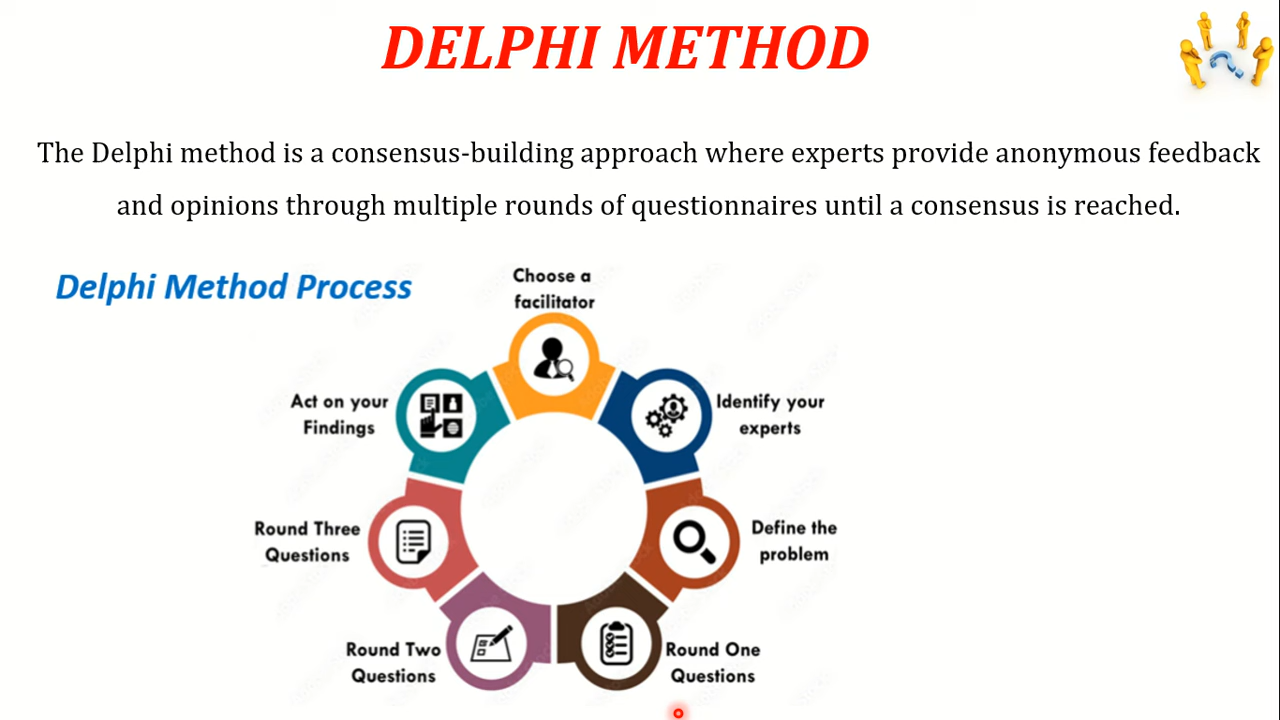 DELPHI METHOD
The Delphi method is a consensus-building approach where experts provide anonymous feedback
and opinions through multiple rounds of questionnaires until a consensus is reached.
Delphi Method Process
Choose a
facilitator
Identify your
experts
Define the
problem
Round One
Questions
Round Two
Questions
Round Three
Questions
Act on your
Findings